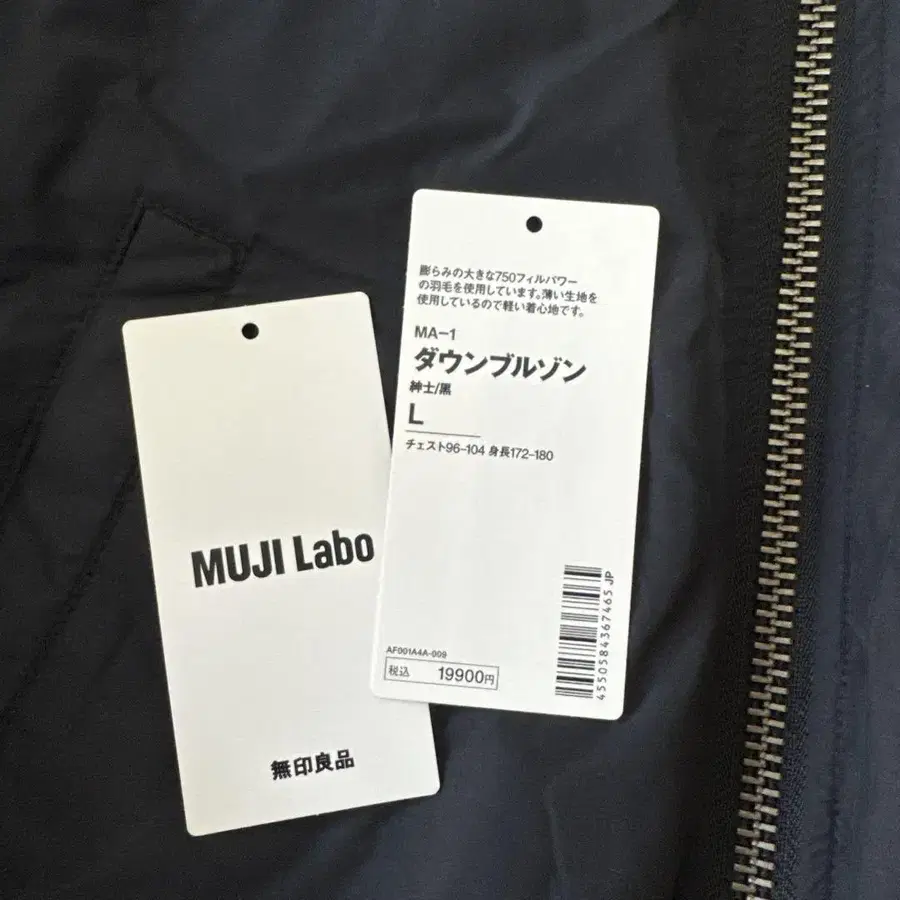 MUJI Labo
無印良品
膨らみの大きな750フィルパワー
の羽毛を使用しています。薄い生地を
使用しているので軽い着心地です。
MA-1
ダウンブルゾン
紳士/黒
L
チェスト96-104 身長172-180
AF001A4A-009
税込 19900円
4550584367465 JP